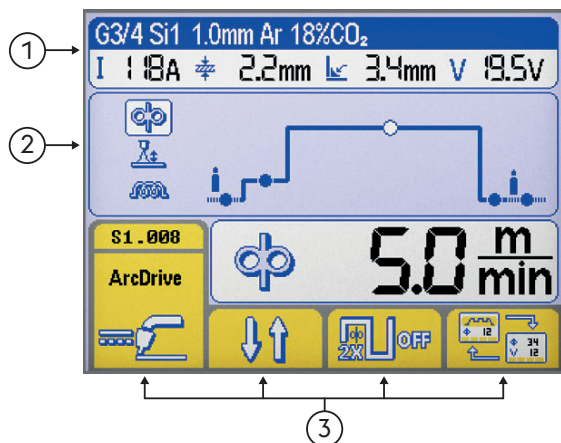 G3/4 Si1 1.0mm Ar 18%CO₂
I 118A 2.2mm 3.4mm V 19.5V
1
2
S1.008
ArcDrive
5.0 m/min
2X OFF
12
34
V 12
3